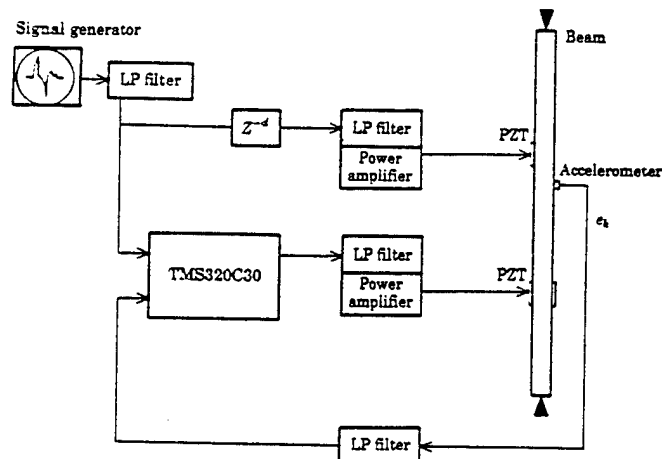 Signal generator
LP filter
Beam
Z⁻ᵈ
LP filter
Power
amplifier
PZT
Accelerometer
eₖ
TMS320C30
LP filter
Power
amplifier
PZT
LP filter